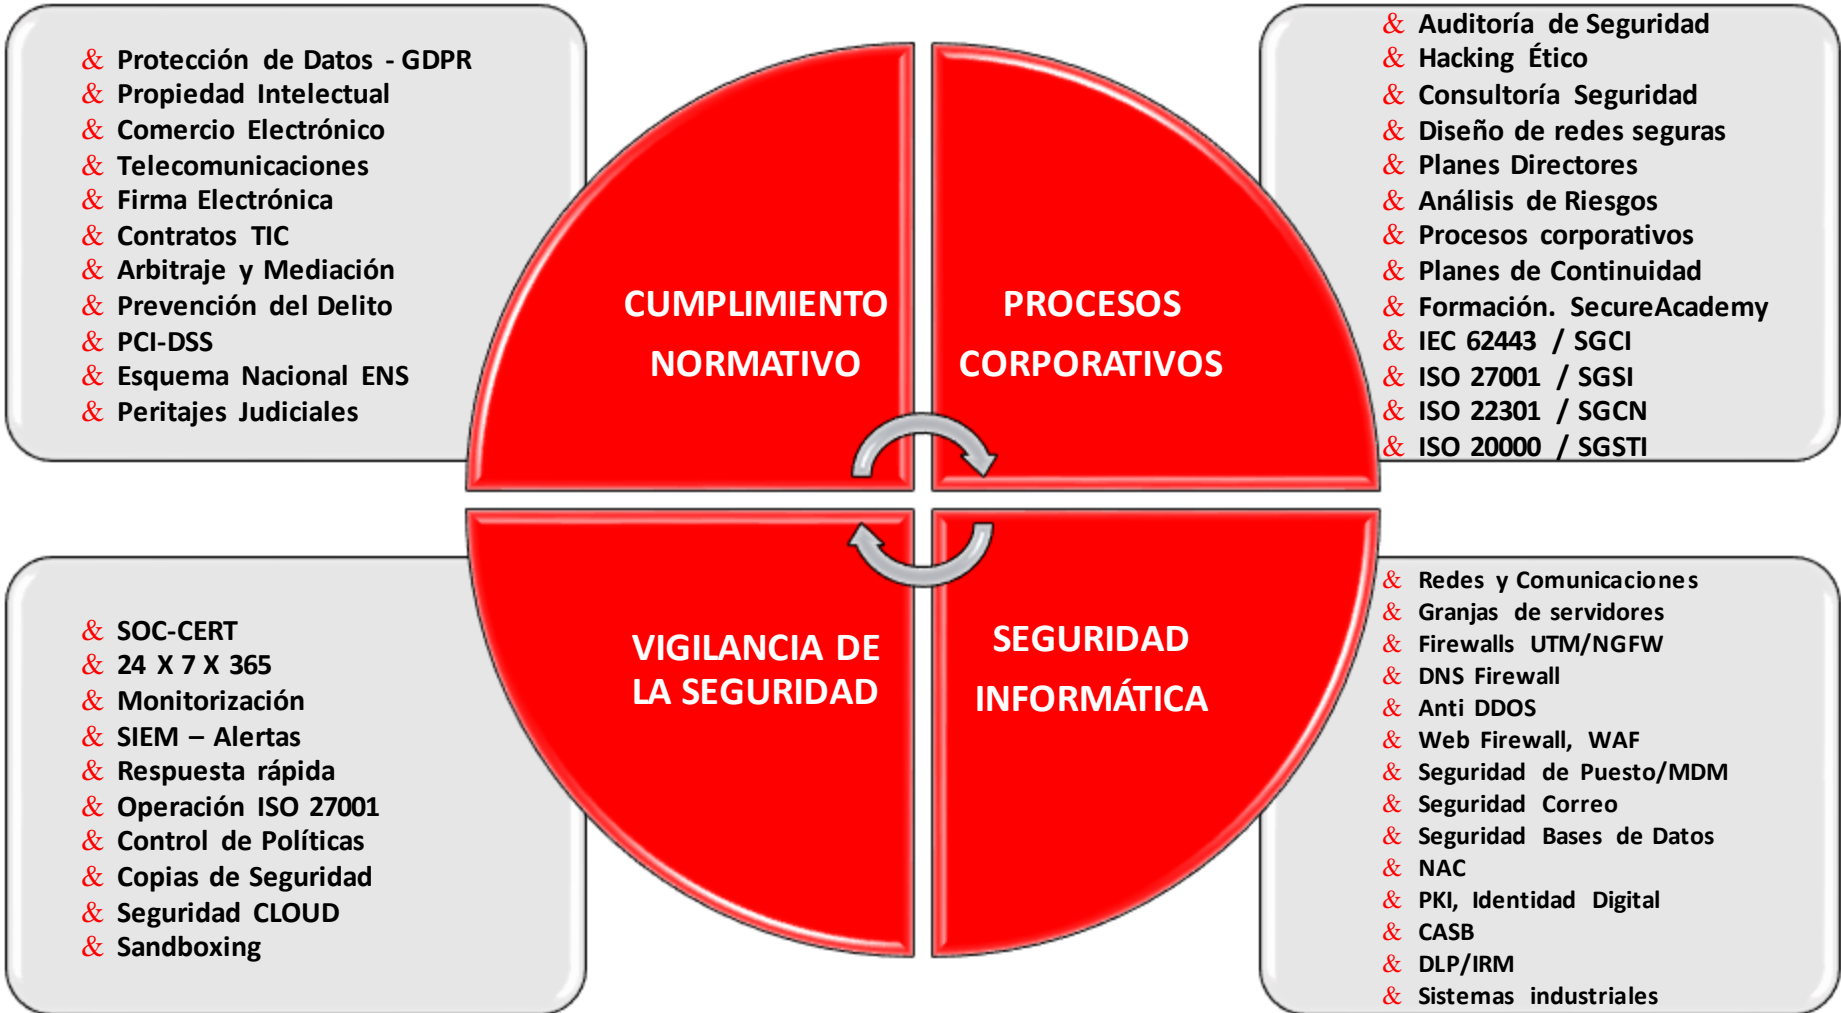 & Protección de Datos - GDPR
& Propiedad Intelectual
& Comercio Electrónico
& Telecomunicaciones
& Firma Electrónica
& Contratos TIC
& Arbitraje y Mediación
& Prevención del Delito
& PCI-DSS
& Esquema Nacional ENS
& Peritajes Judiciales
CUMPLIMIENTO
NORMATIVO
PROCESOS
CORPORATIVOS
& Auditoría de Seguridad
& Hacking Ético
& Consultoría Seguridad
& Diseño de redes seguras
& Planes Directores
& Análisis de Riesgos
& Procesos corporativos
& Planes de Continuidad
& Formación. SecureAcademy
& IEC 62443 / SGCI
& ISO 27001 / SGSI
& ISO 22301 / SGCN
& ISO 20000 / SGSTI
& SOC-CERT
& 24 X 7 X 365
& Monitorización
& SIEM – Alertas
& Respuesta rápida
& Operación ISO 27001
& Control de Políticas
& Copias de Seguridad
& Seguridad CLOUD
& Sandboxing
VIGILANCIA DE
LA SEGURIDAD
SEGURIDAD
INFORMÁTICA
& Redes y Comunicaciones
& Granjas de servidores
& Firewalls UTM/NGFW
& DNS Firewall
& Anti DDOS
& Web Firewall, WAF
& Seguridad de Puesto/MDM
& Seguridad Correo
& Seguridad Bases de Datos
& NAC
& PKI, Identidad Digital
& CASB
& DLP/IRM
& Sistemas industriales